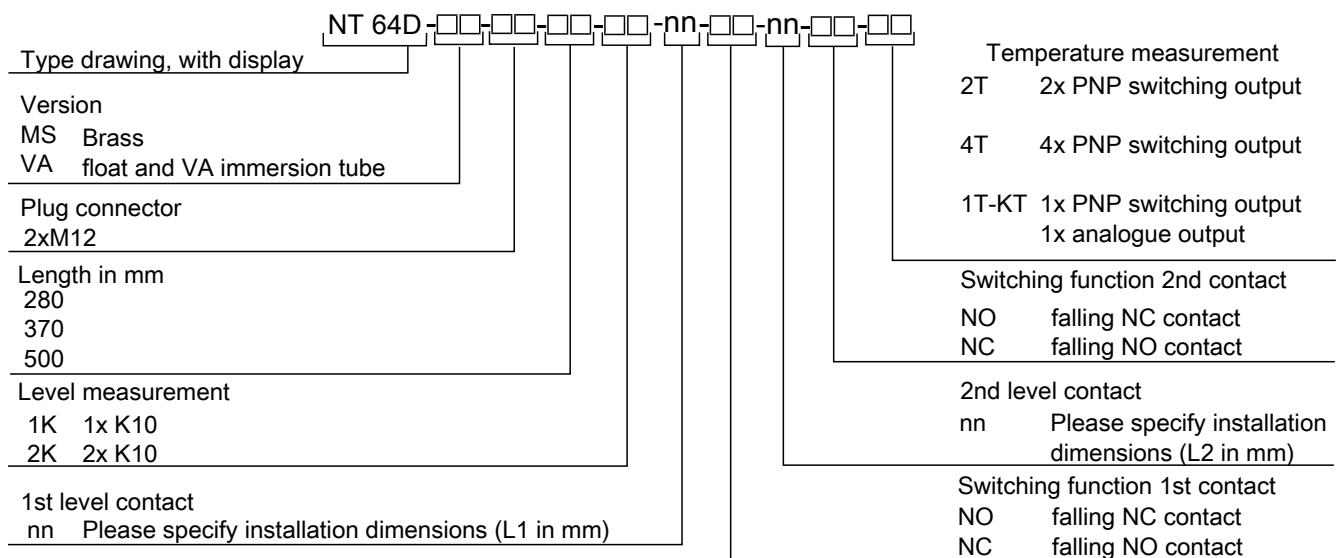 NT 64D-□□-□□-□□-□□-nn-□□-nn-□□-□□
Type drawing, with display
Version
MS Brass
VA float and VA immersion tube
Plug connector
2xM12
Length in mm
280
370
500
Level measurement
1K 1x K10
2K 2x K10
1st level contact
nn Please specify installation dimensions (L1 in mm)
Temperature measurement
2T 2x PNP switching output
4T 4x PNP switching output
1T-KT 1x PNP switching output
1x analogue output
Switching function 2nd contact
NO falling NC contact
NC falling NO contact
2nd level contact
nn Please specify installation
dimensions (L2 in mm)
Switching function 1st contact
NO falling NC contact
NC falling NO contact